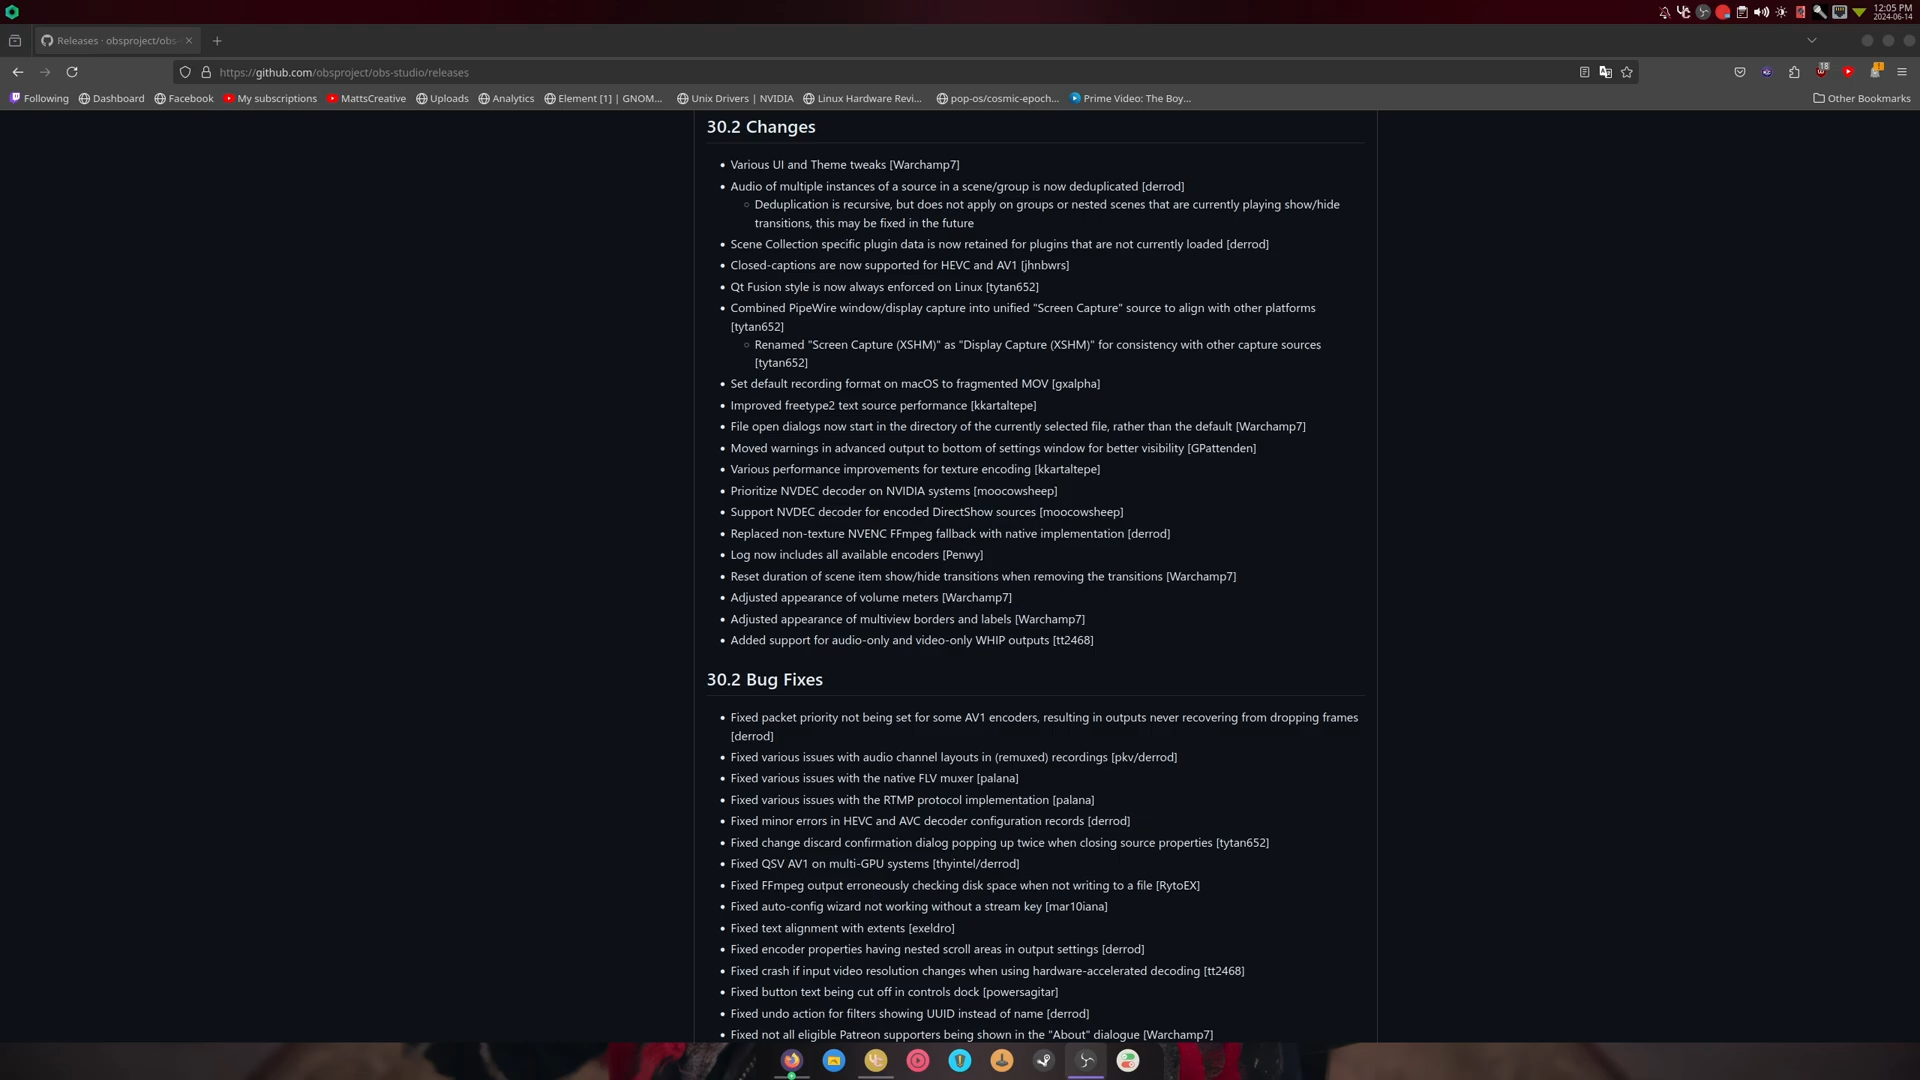 12:05 PM
2024-06-14
Releases · obsproject/obs-
https://github.com/obsproject/obs-studio/releases
18
Following
Dashboard
Facebook
My subscriptions
MattsCreative
Uploads
Analytics
Element [1] | GNOM...
Unix Drivers | NVIDIA
Linux Hardware Revi...
pop-os/cosmic-epoch...
Prime Video: The Boy...
Other Bookmarks
30.2 Changes
• Various UI and Theme tweaks [Warchamp7]
• Audio of multiple instances of a source in a scene/group is now deduplicated [derrod]
◦ Deduplication is recursive, but does not apply on groups or nested scenes that are currently playing show/hide
transitions, this may be fixed in the future
• Scene Collection specific plugin data is now retained for plugins that are not currently loaded [derrod]
• Closed-captions are now supported for HEVC and AV1 [jhnbwrs]
• Qt Fusion style is now always enforced on Linux [tytan652]
• Combined PipeWire window/display capture into unified "Screen Capture" source to align with other platforms
[tytan652]
◦ Renamed "Screen Capture (XSHM)" as "Display Capture (XSHM)" for consistency with other capture sources
[tytan652]
• Set default recording format on macOS to fragmented MOV [gxalpha]
• Improved freetype2 text source performance [kkartaltepe]
• File open dialogs now start in the directory of the currently selected file, rather than the default [Warchamp7]
• Moved warnings in advanced output to bottom of settings window for better visibility [GPattenden]
• Various performance improvements for texture encoding [kkartaltepe]
• Prioritize NVDEC decoder on NVIDIA systems [moocowsheep]
• Support NVDEC decoder for encoded DirectShow sources [moocowsheep]
• Replaced non-texture NVENC FFmpeg fallback with native implementation [derrod]
• Log now includes all available encoders [Penwy]
• Reset duration of scene item show/hide transitions when removing the transitions [Warchamp7]
• Adjusted appearance of volume meters [Warchamp7]
• Adjusted appearance of multiview borders and labels [Warchamp7]
• Added support for audio-only and video-only WHIP outputs [tt2468]
30.2 Bug Fixes
• Fixed packet priority not being set for some AV1 encoders, resulting in outputs never recovering from dropping frames
[derrod]
• Fixed various issues with audio channel layouts in (remuxed) recordings [pkv/derrod]
• Fixed various issues with the native FLV muxer [palana]
• Fixed various issues with the RTMP protocol implementation [palana]
• Fixed minor errors in HEVC and AVC decoder configuration records [derrod]
• Fixed change discard confirmation dialog popping up twice when closing source properties [tytan652]
• Fixed QSV AV1 on multi-GPU systems [thyintel/derrod]
• Fixed FFmpeg output erroneously checking disk space when not writing to a file [RytoEX]
• Fixed auto-config wizard not working without a stream key [mar10iana]
• Fixed text alignment with extents [exeldro]
• Fixed encoder properties having nested scroll areas in output settings [derrod]
• Fixed crash if input video resolution changes when using hardware-accelerated decoding [tt2468]
• Fixed button text being cut off in controls dock [powersagitar]
• Fixed undo action for filters showing UUID instead of name [derrod]
• Fixed not all eligible Patreon supporters being shown in the "About" dialogue [Warchamp7]